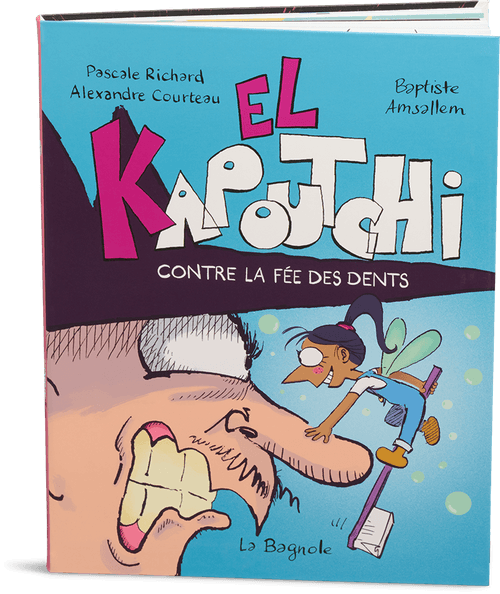 Pascale Richard
Alexandre Courteau
Baptiste
Amsallem
EL
KAPOUTCHI
CONTRE LA FÉE DES DENTS
La Bagnole